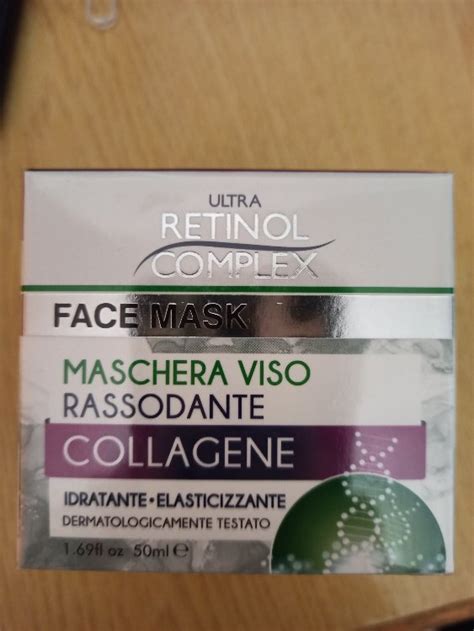 ULTRA
RETINOL
COMPLEX
FACE MASK
MASCHERA VISO
RASSODANTE
COLLAGENE
IDRATANTE • ELASTICIZZANTE
DERMATOLOGICAMENTE TESTATO
1.69fl oz 50ml ℮